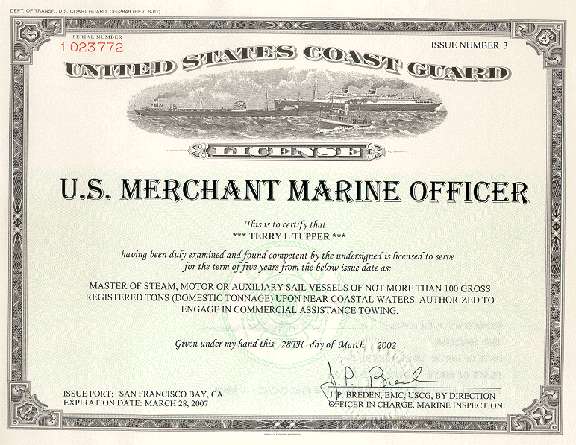 SERIAL NUMBER
1023772
ISSUE NUMBER 3
UNITED STATES COAST GUARD
LICENSE
U.S. MERCHANT MARINE OFFICER
This is to certify that
*** TERRY L TUPPER ***
having been duly examined and found competent by the undersigned is licensed to serve
for the term of five years from the below issue date as:
MASTER OF STEAM, MOTOR OR AUXILIARY SAIL VESSELS OF NOT MORE THAN 100 GROSS
REGISTERED TONS (DOMESTIC TONNAGE) UPON NEAR COASTAL WATERS. AUTHORIZED TO
ENGAGE IN COMMERCIAL ASSISTANCE TOWING.
Given under my hand this 28TH day of March 2002
ISSUE PORT: SAN FRANCISCO BAY, CA
EXPIRATION DATE: MARCH 28, 2007
J.P. BREDEN, EMC, USCG, BY DIRECTION
OFFICER IN CHARGE, MARINE INSPECTION